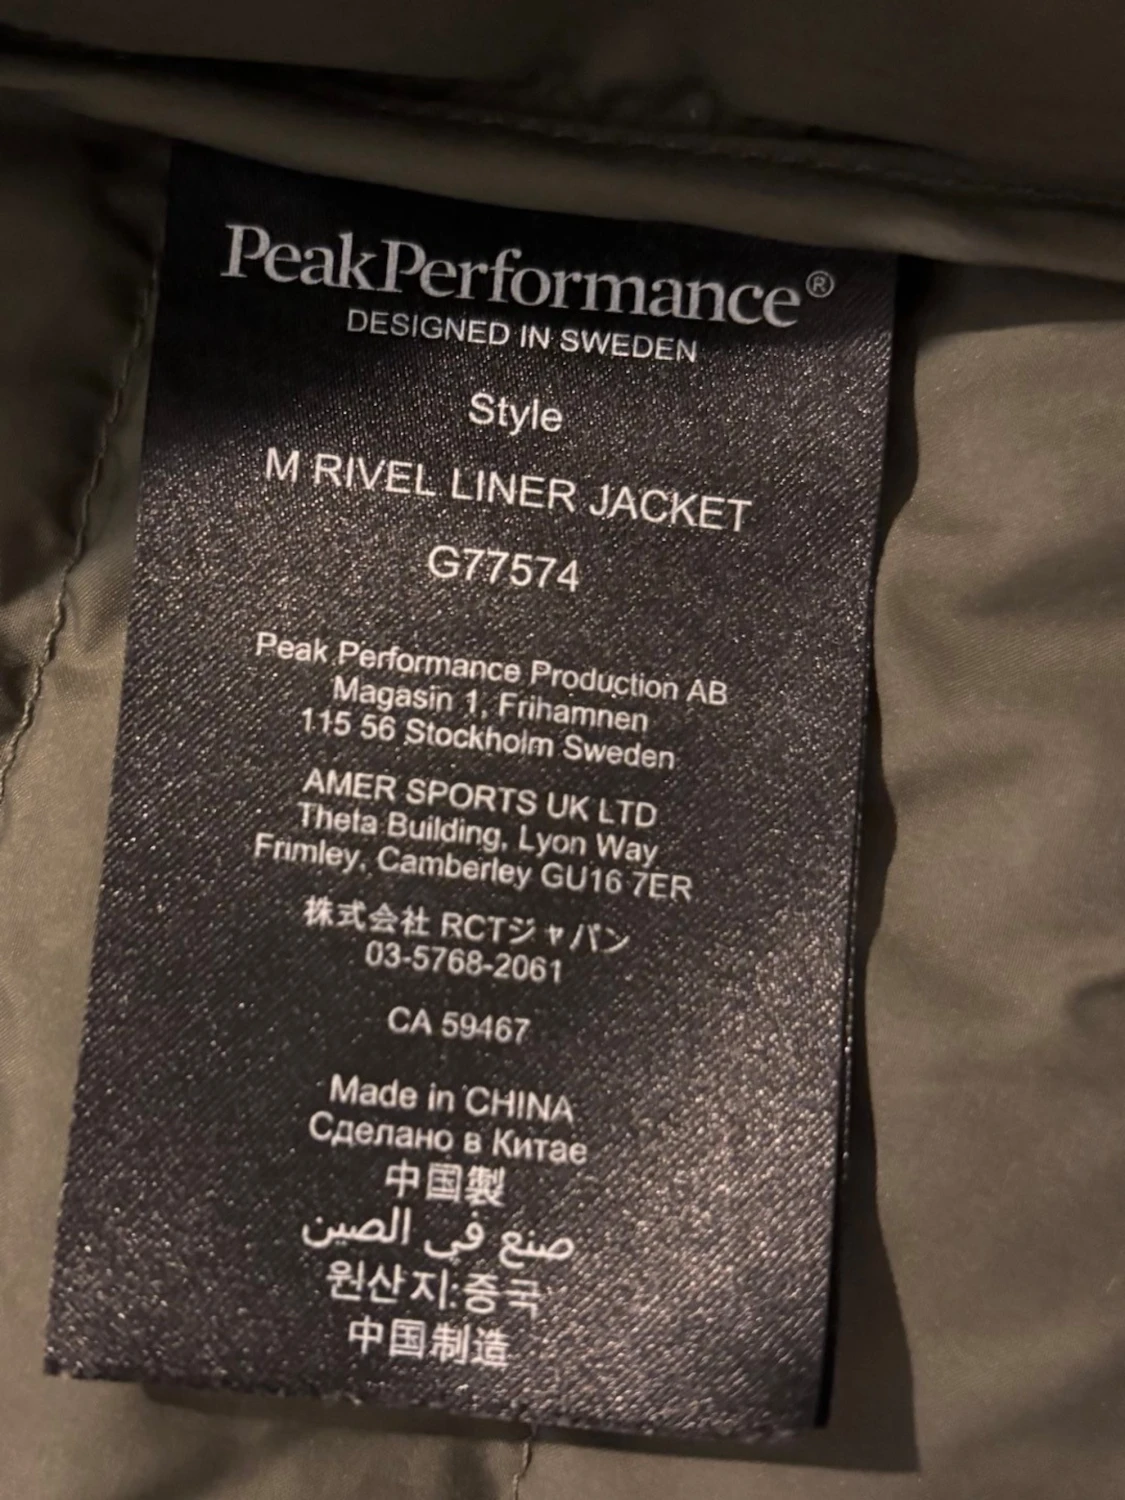 PeakPerformance®
DESIGNED IN SWEDEN
Style
M RIVEL LINER JACKET
G77574
Peak Performance Production AB
Magasin 1, Frihamnen
115 56 Stockholm Sweden
AMER SPORTS UK LTD
Theta Building, Lyon Way
Frimley, Camberley GU16 7ER
株式会社 RCTジャパン
03-5768-2061
CA 59467
Made in CHINA
Сделано в Китае
中国製
صنع في الصين
원산지:중국
中国制造